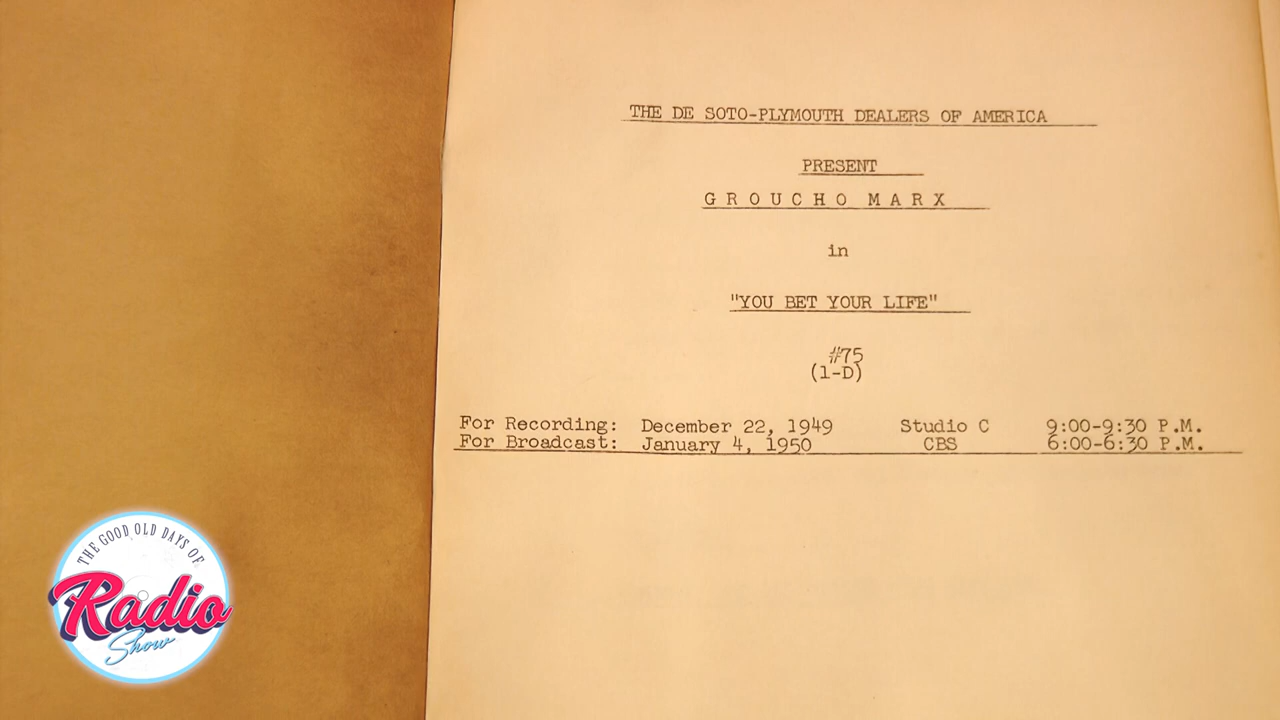 THE DE SOTO-PLYMOUTH DEALERS OF AMERICA
PRESENT
G R O U C H O  M A R X
in
"YOU BET YOUR LIFE"
#75
(1-D)
For Recording: December 22, 1949 Studio C 9:00-9:30 P.M.
For Broadcast: January 4, 1950 CBS 6:00-6:30 P.M.
THE GOOD OLD DAYS OF
Radio
Show